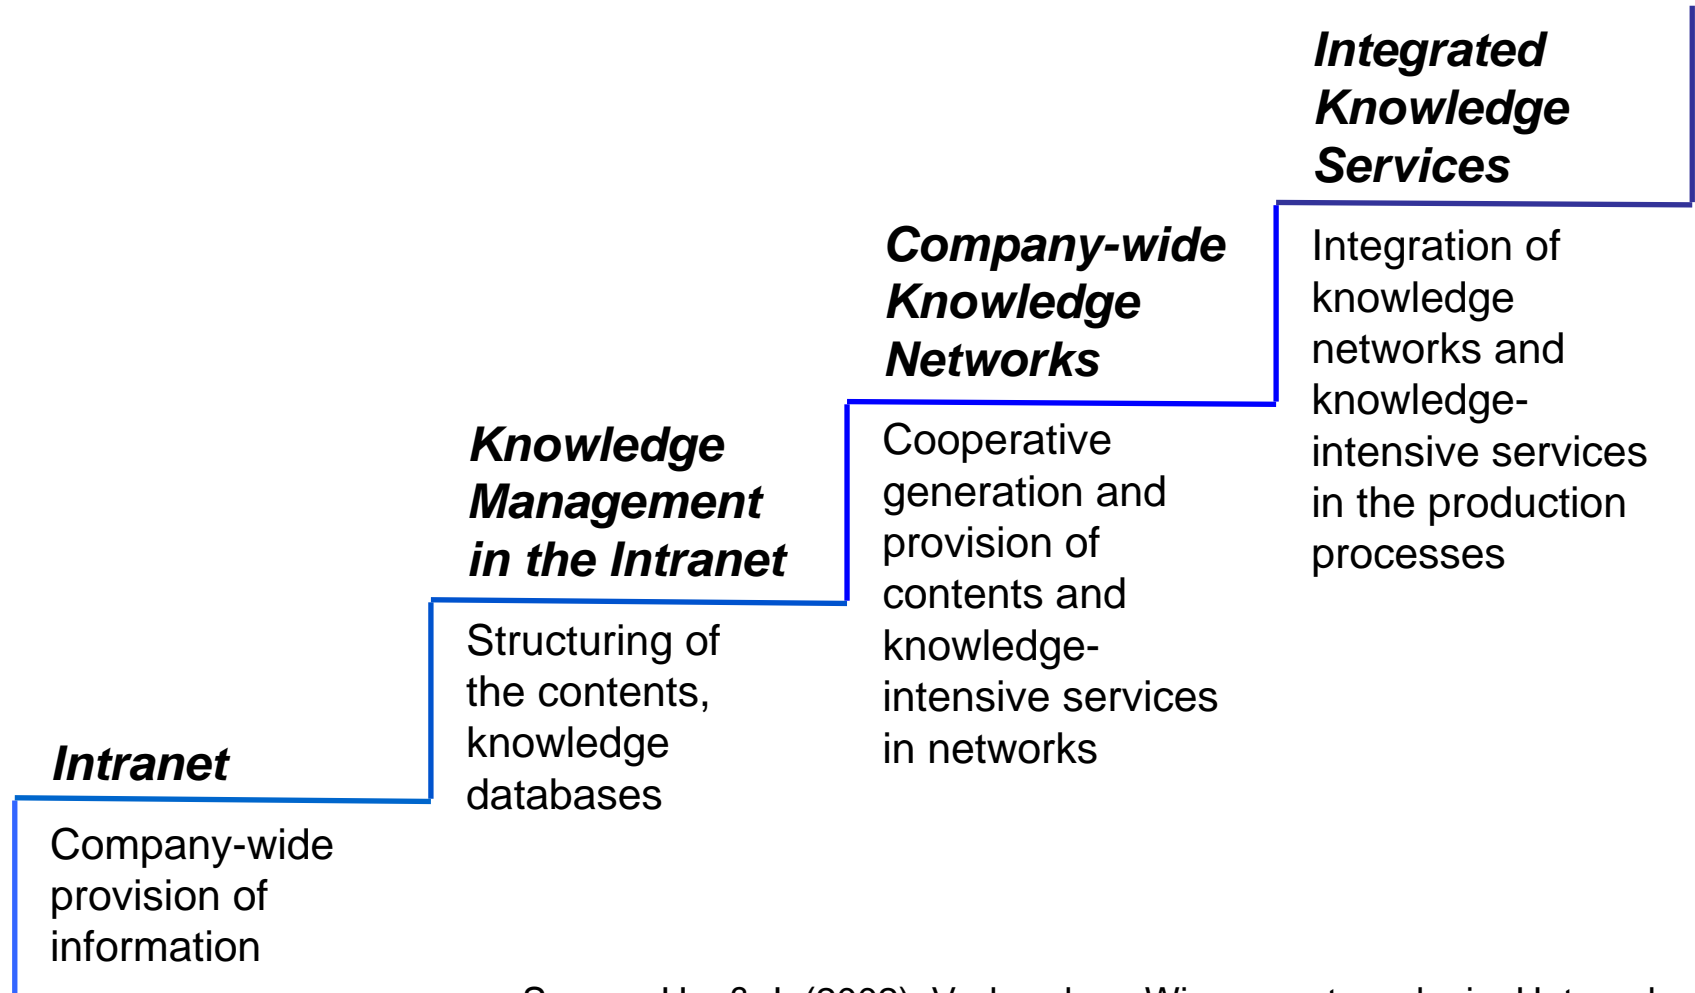 Integrated
Knowledge
Services
Integration of
knowledge
networks and
knowledge-
intensive services
in the production
processes
Company-wide
Knowledge
Networks
Cooperative
generation and
provision of
contents and
knowledge-
intensive services
in networks
Knowledge
Management
in the Intranet
Structuring of
the contents,
knowledge
databases
Intranet
Company-wide
provision of
information
(2002)